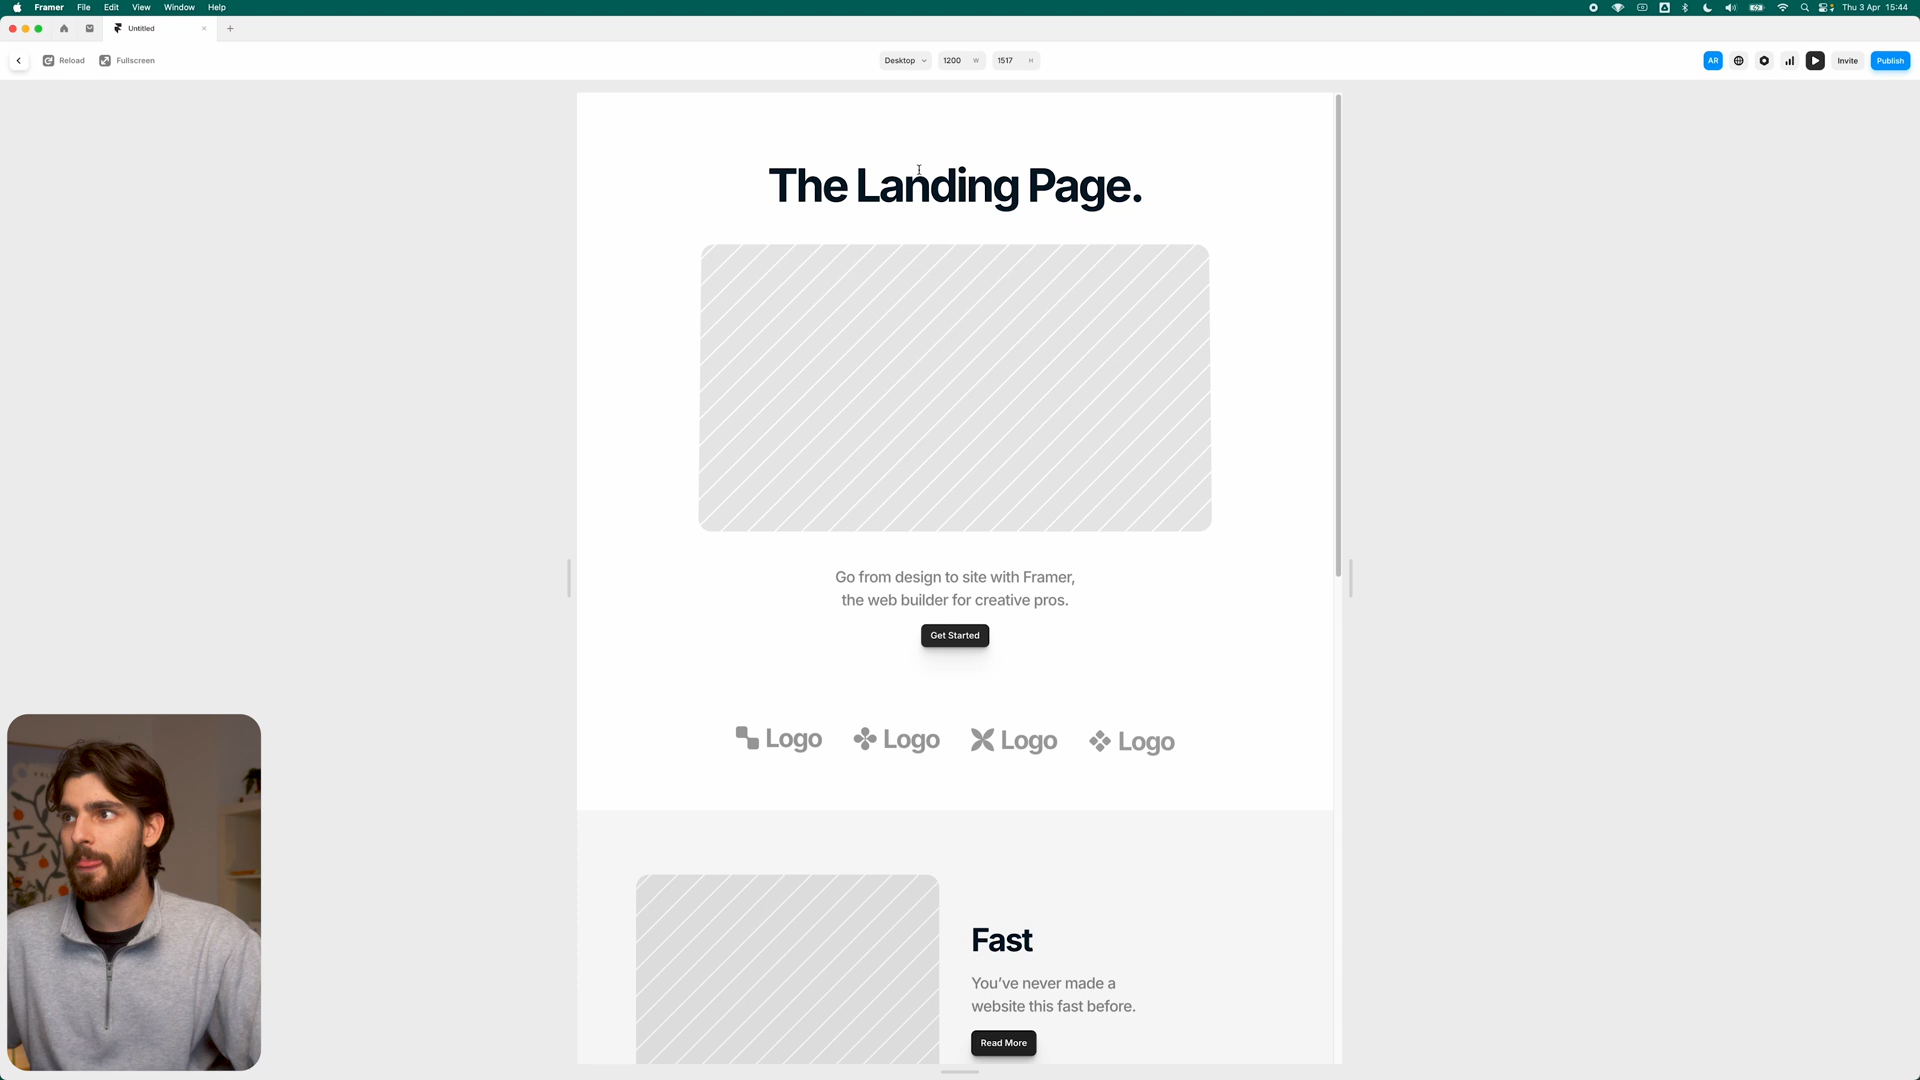 Framer File Edit View Window Help
Thu 3 Apr 15:44
Untitled
Reload Fullscreen
Desktop 1200 W 1517 H
AR Invite Publish
The Landing Page.
Go from design to site with Framer,
the web builder for creative pros.
Get Started
Logo Logo Logo Logo
Fast
You’ve never made a
website this fast before.
Read More